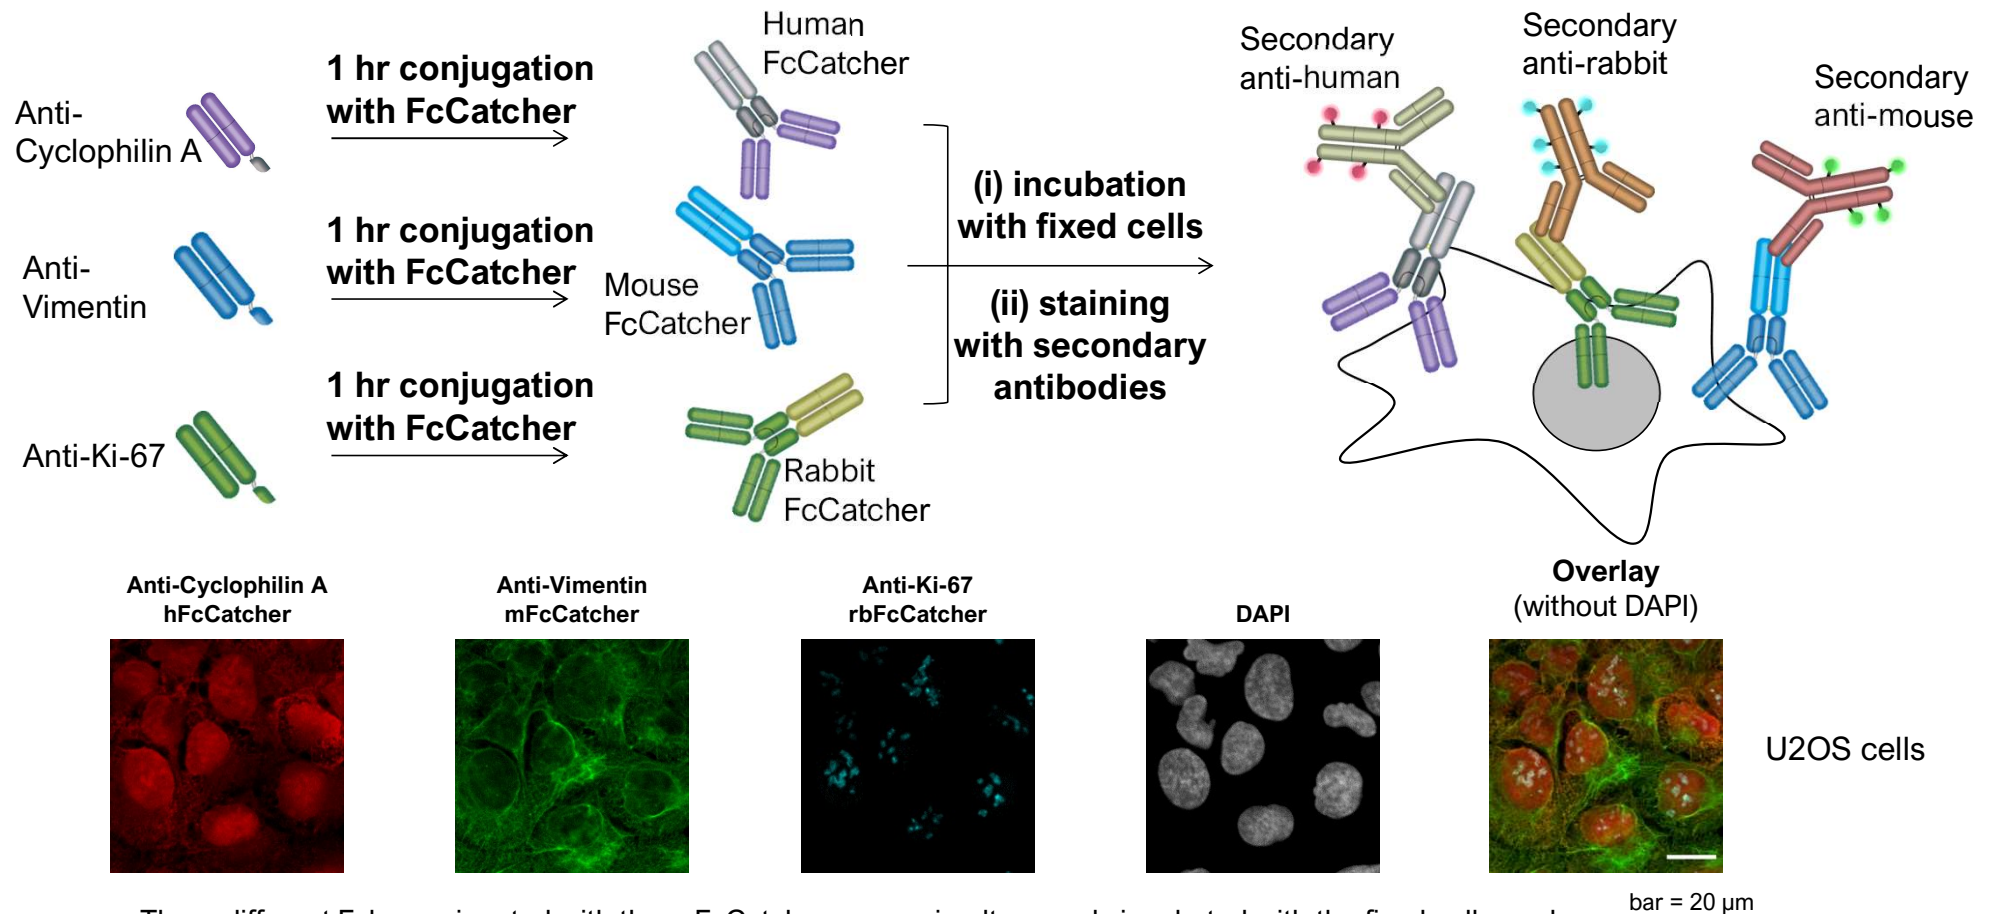 Anti-
Cyclophilin A
1 hr conjugation
with FcCatcher
Human
FcCatcher
Anti-
Vimentin
1 hr conjugation
with FcCatcher
Mouse
FcCatcher
Anti-Ki-67
1 hr conjugation
with FcCatcher
Rabbit
FcCatcher
(i) incubation
with fixed cells
(ii) staining
with secondary
antibodies
Secondary
anti-human
Secondary
anti-rabbit
Secondary
anti-mouse
Anti-Cyclophilin A
hFcCatcher
Anti-Vimentin
mFcCatcher
Anti-Ki-67
rbFcCatcher
DAPI
Overlay
(without DAPI)
U2OS cells
bar = 20 µm